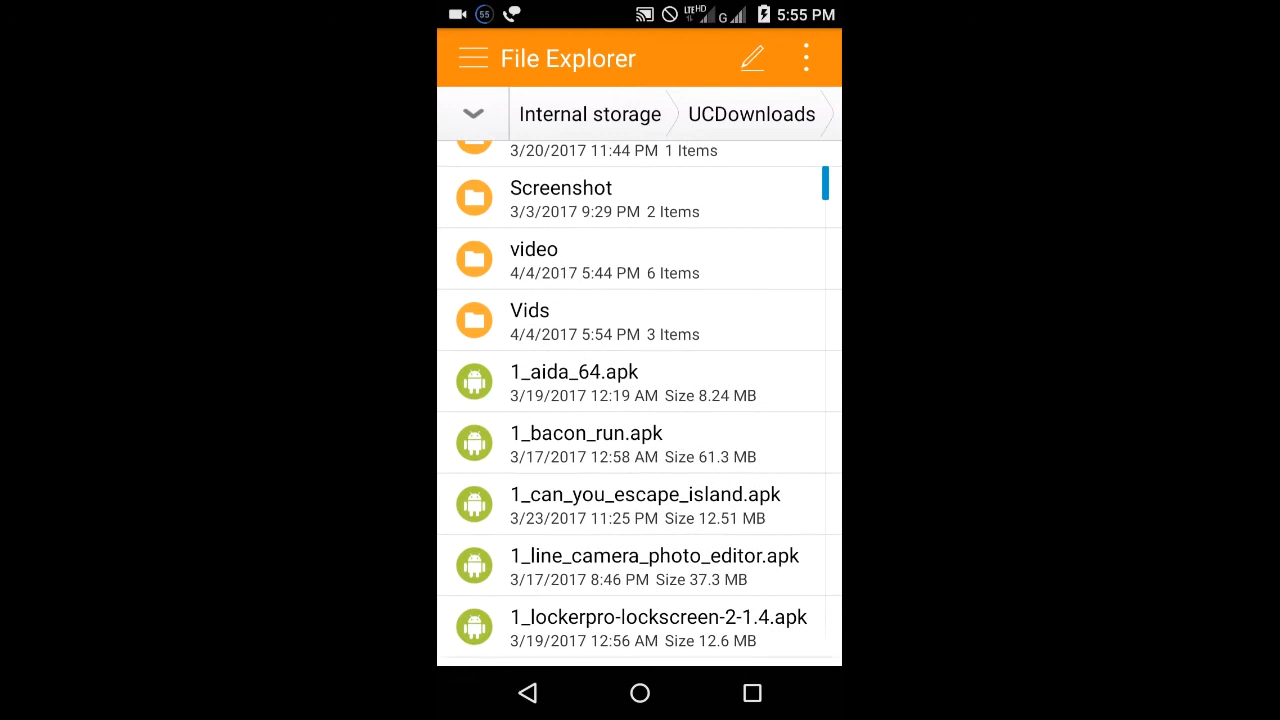 55 LTE HD G 5:55 PM
File Explorer
Internal storage UCDownloads
3/20/2017 11:44 PM 1 Items
Screenshot
3/3/2017 9:29 PM 2 Items
video
4/4/2017 5:44 PM 6 Items
Vids
4/4/2017 5:54 PM 3 Items
1_aida_64.apk
3/19/2017 12:19 AM Size 8.24 MB
1_bacon_run.apk
3/17/2017 12:58 AM Size 61.3 MB
1_can_you_escape_island.apk
3/23/2017 11:25 PM Size 12.51 MB
1_line_camera_photo_editor.apk
3/17/2017 8:46 PM Size 37.3 MB
1_lockerpro-lockscreen-2-1.4.apk
3/19/2017 12:56 AM Size 12.6 MB